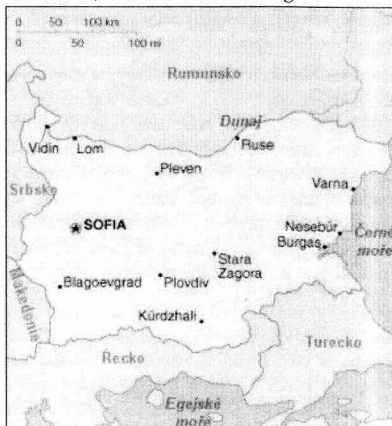 0 50 100 km
0 50 100 mi
Rumunsko
Dunaj
Vidin
Lom
Ruse
Pleven
Varna
Srbsko
SOFIA
Nesebŭr
Černé
moře
Burgas
Stara
Zagora
Blagoevgrad
Plovdiv
Makedonie
Kŭrdzhali
Turecko
Řecko
Egejské
moře